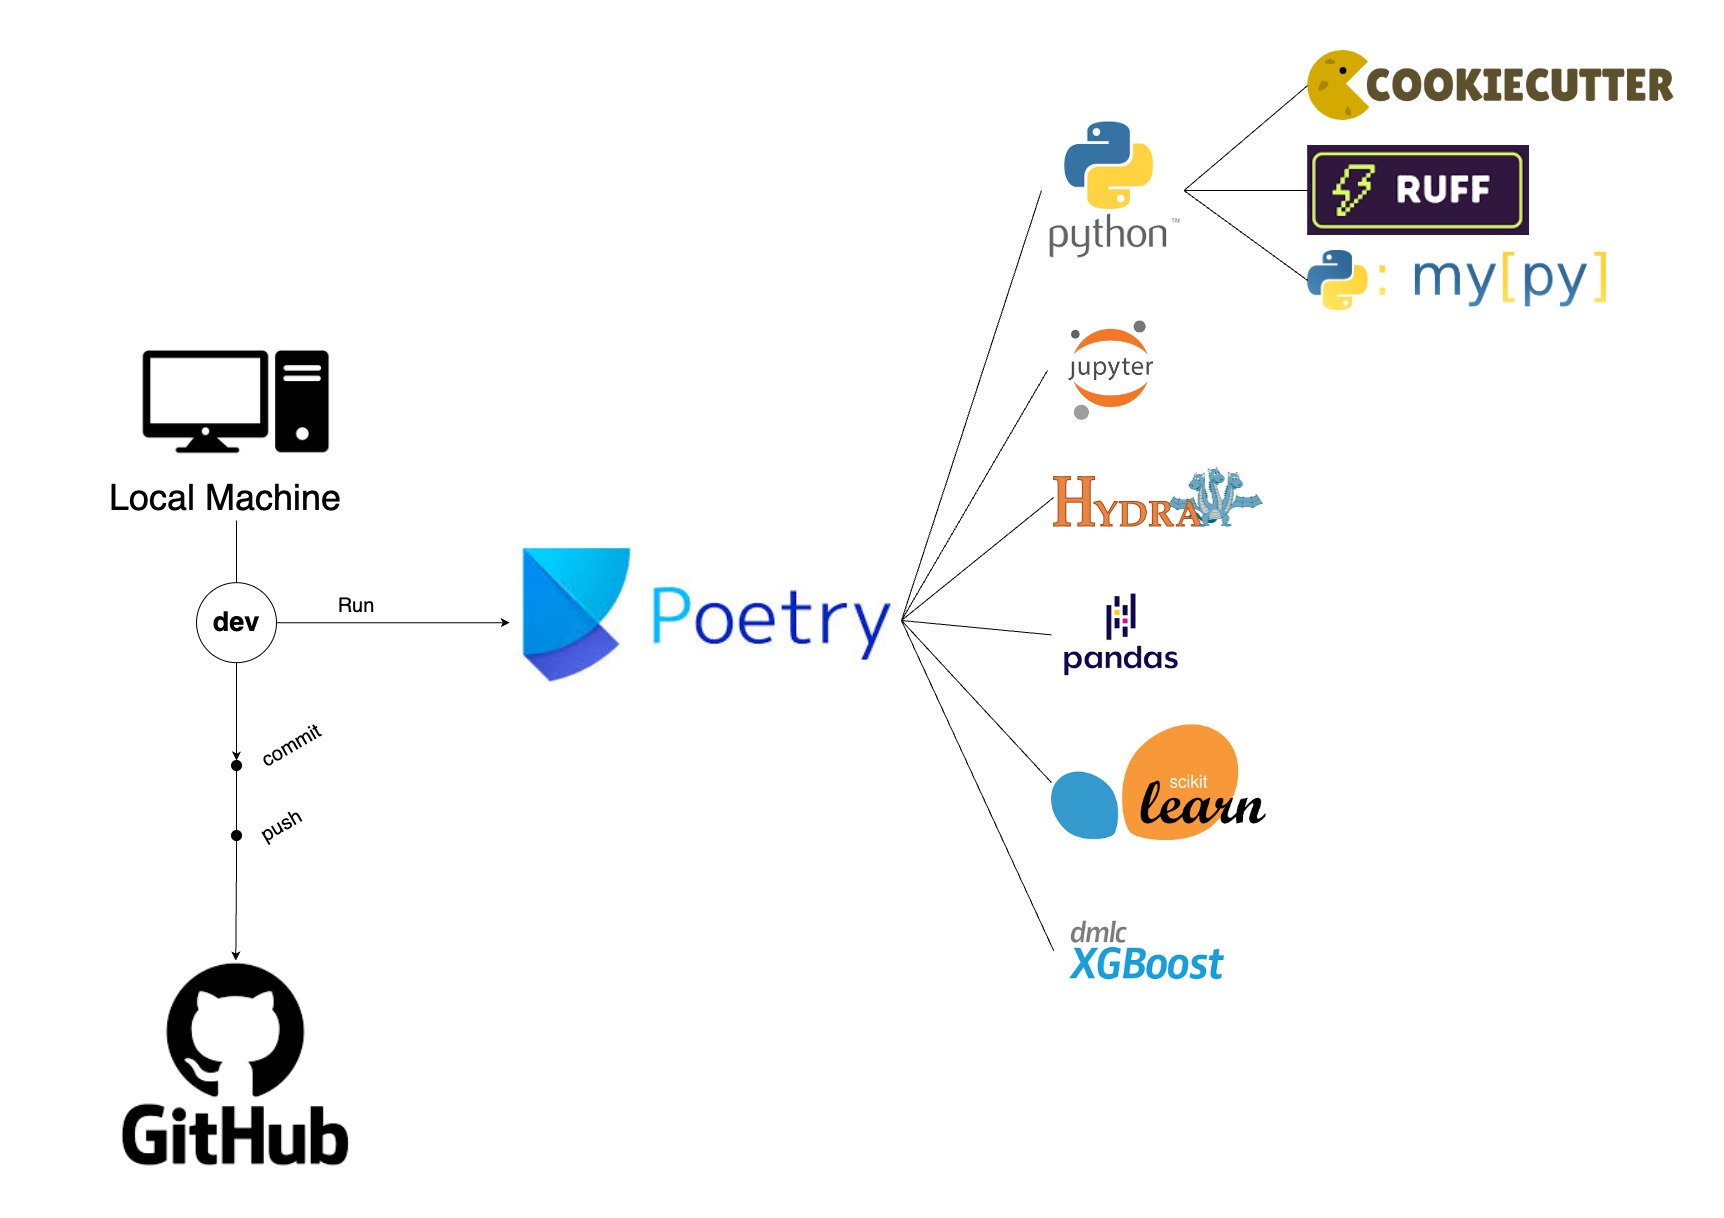 COOKIECUTTER
RUFF
python™
: my[py]
jupyter
Local Machine
HYDRA
dev
Run
Poetry
pandas
commit
push
scikit
learn
dmlc
XGBoost
GitHub